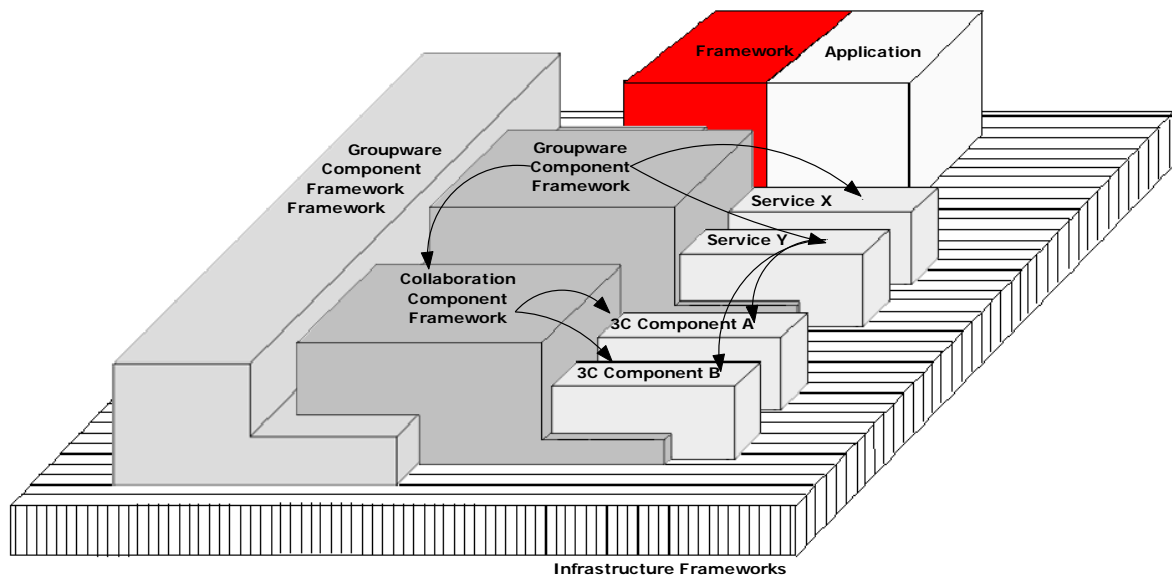 Framework
Application
Groupware
Component
Framework
Framework
Groupware
Component
Framework
Service X
Service Y
Collaboration
Component
Framework
3C Component A
3C Component B
Infrastructure Frameworks